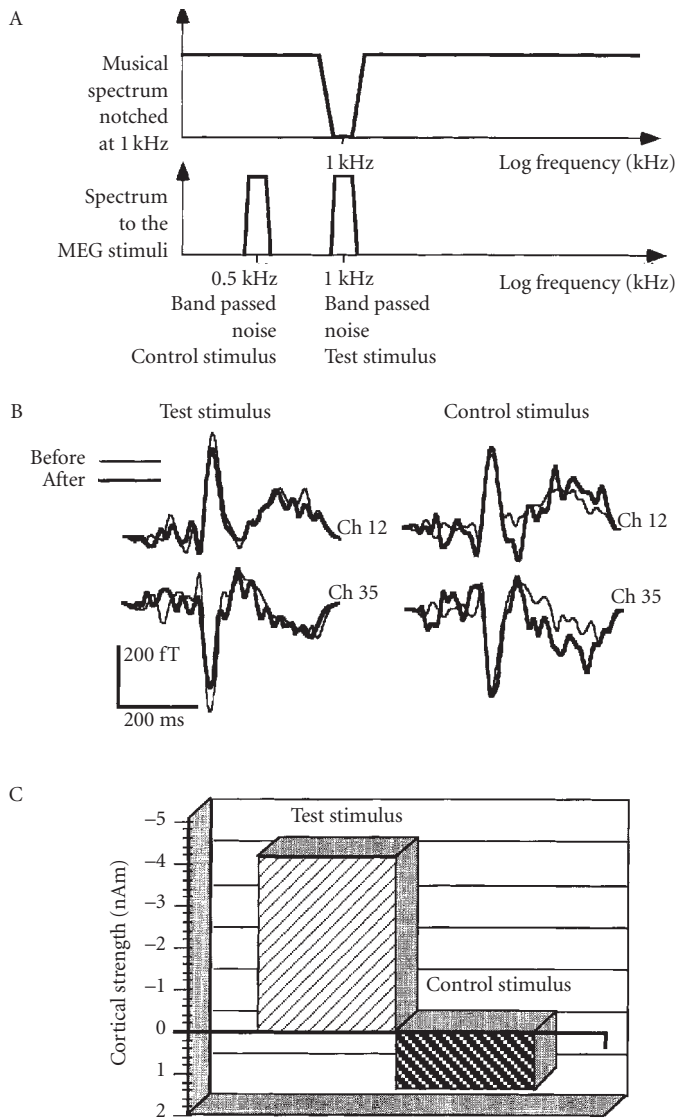 A
Musical
spectrum
notched
at 1 kHz
1 kHz
Log frequency (kHz)
Spectrum
to the
MEG stimuli
0.5 kHz
Band passed
noise
Control stimulus
1 kHz
Band passed
noise
Test stimulus
Log frequency (kHz)
B
Test stimulus
Control stimulus
Before
After
Ch 12
Ch 12
Ch 35
Ch 35
200 fT
200 ms
C
Cortical strength (nAm)
−5
−4
−3
−2
−1
0
1
2
Test stimulus
Control stimulus